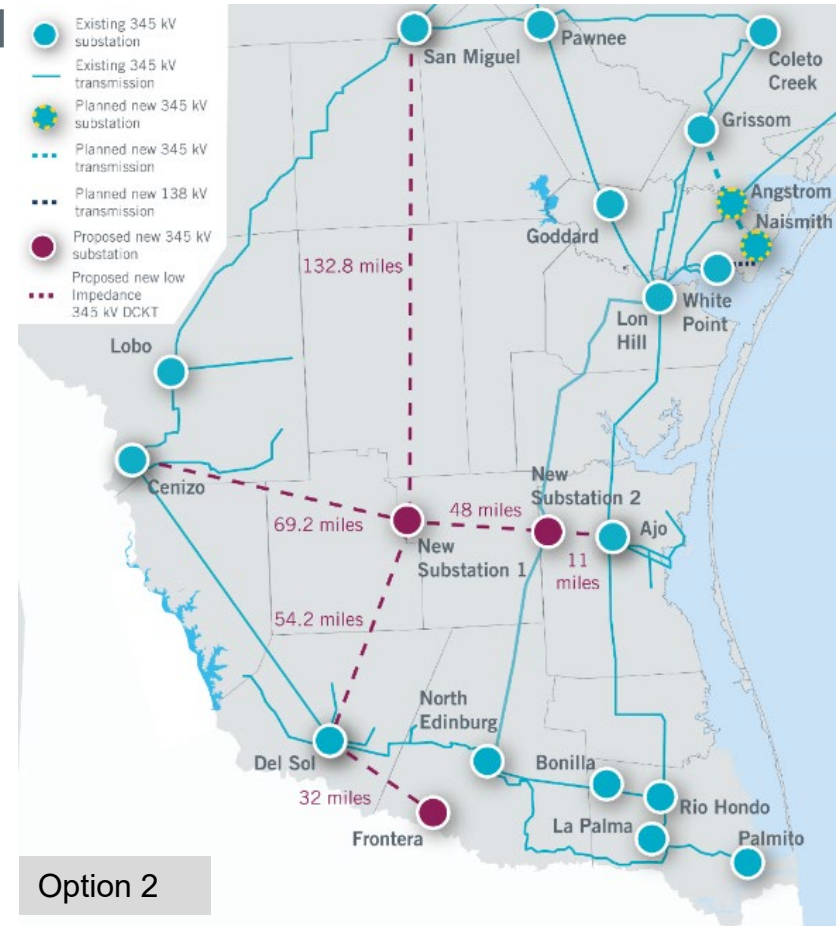 Existing 345 kV
substation
Existing 345 kV
transmission
Planned new 345 kV
substation
Planned new 345 kV
transmission
Planned new 138 kV
transmission
Proposed new 345 kV
substation
Proposed new low
Impedance
345 kV DCKT
San Miguel
Pawnee
Coleto
Creek
Grissom
Angstrom
Naismith
Goddard
132.8 miles
White
Point
Lon
Hill
Lobo
Cenizo
69.2 miles
48 miles
New
Substation 2
Ajo
New
Substation 1
11
miles
54.2 miles
North
Edinburg
Del Sol
Bonilla
32 miles
Rio Hondo
Frontera
La Palma
Palmito
Option 2